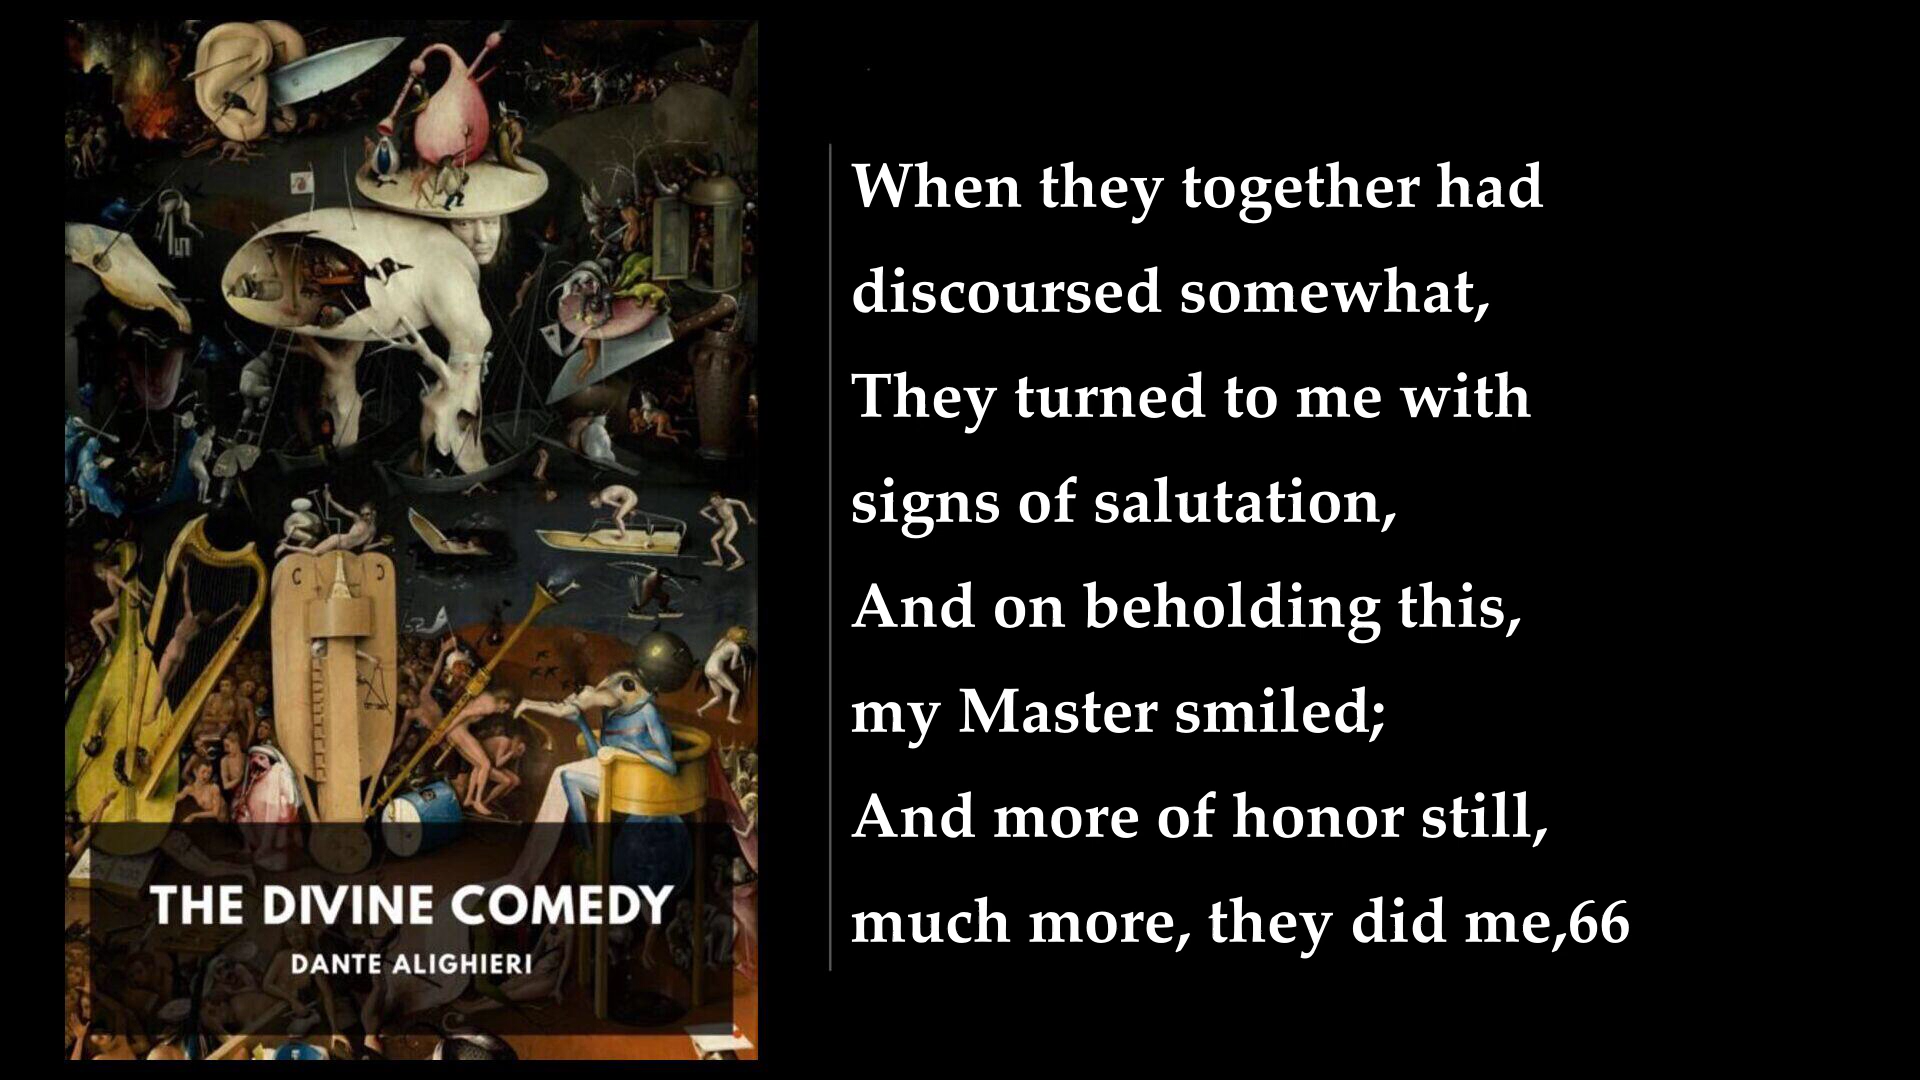 THE DIVINE COMEDY
DANTE ALIGHIERI
When they together had
discoursed somewhat,
They turned to me with
signs of salutation,
And on beholding this,
my Master smiled;
And more of honor still,
much more, they did me,66